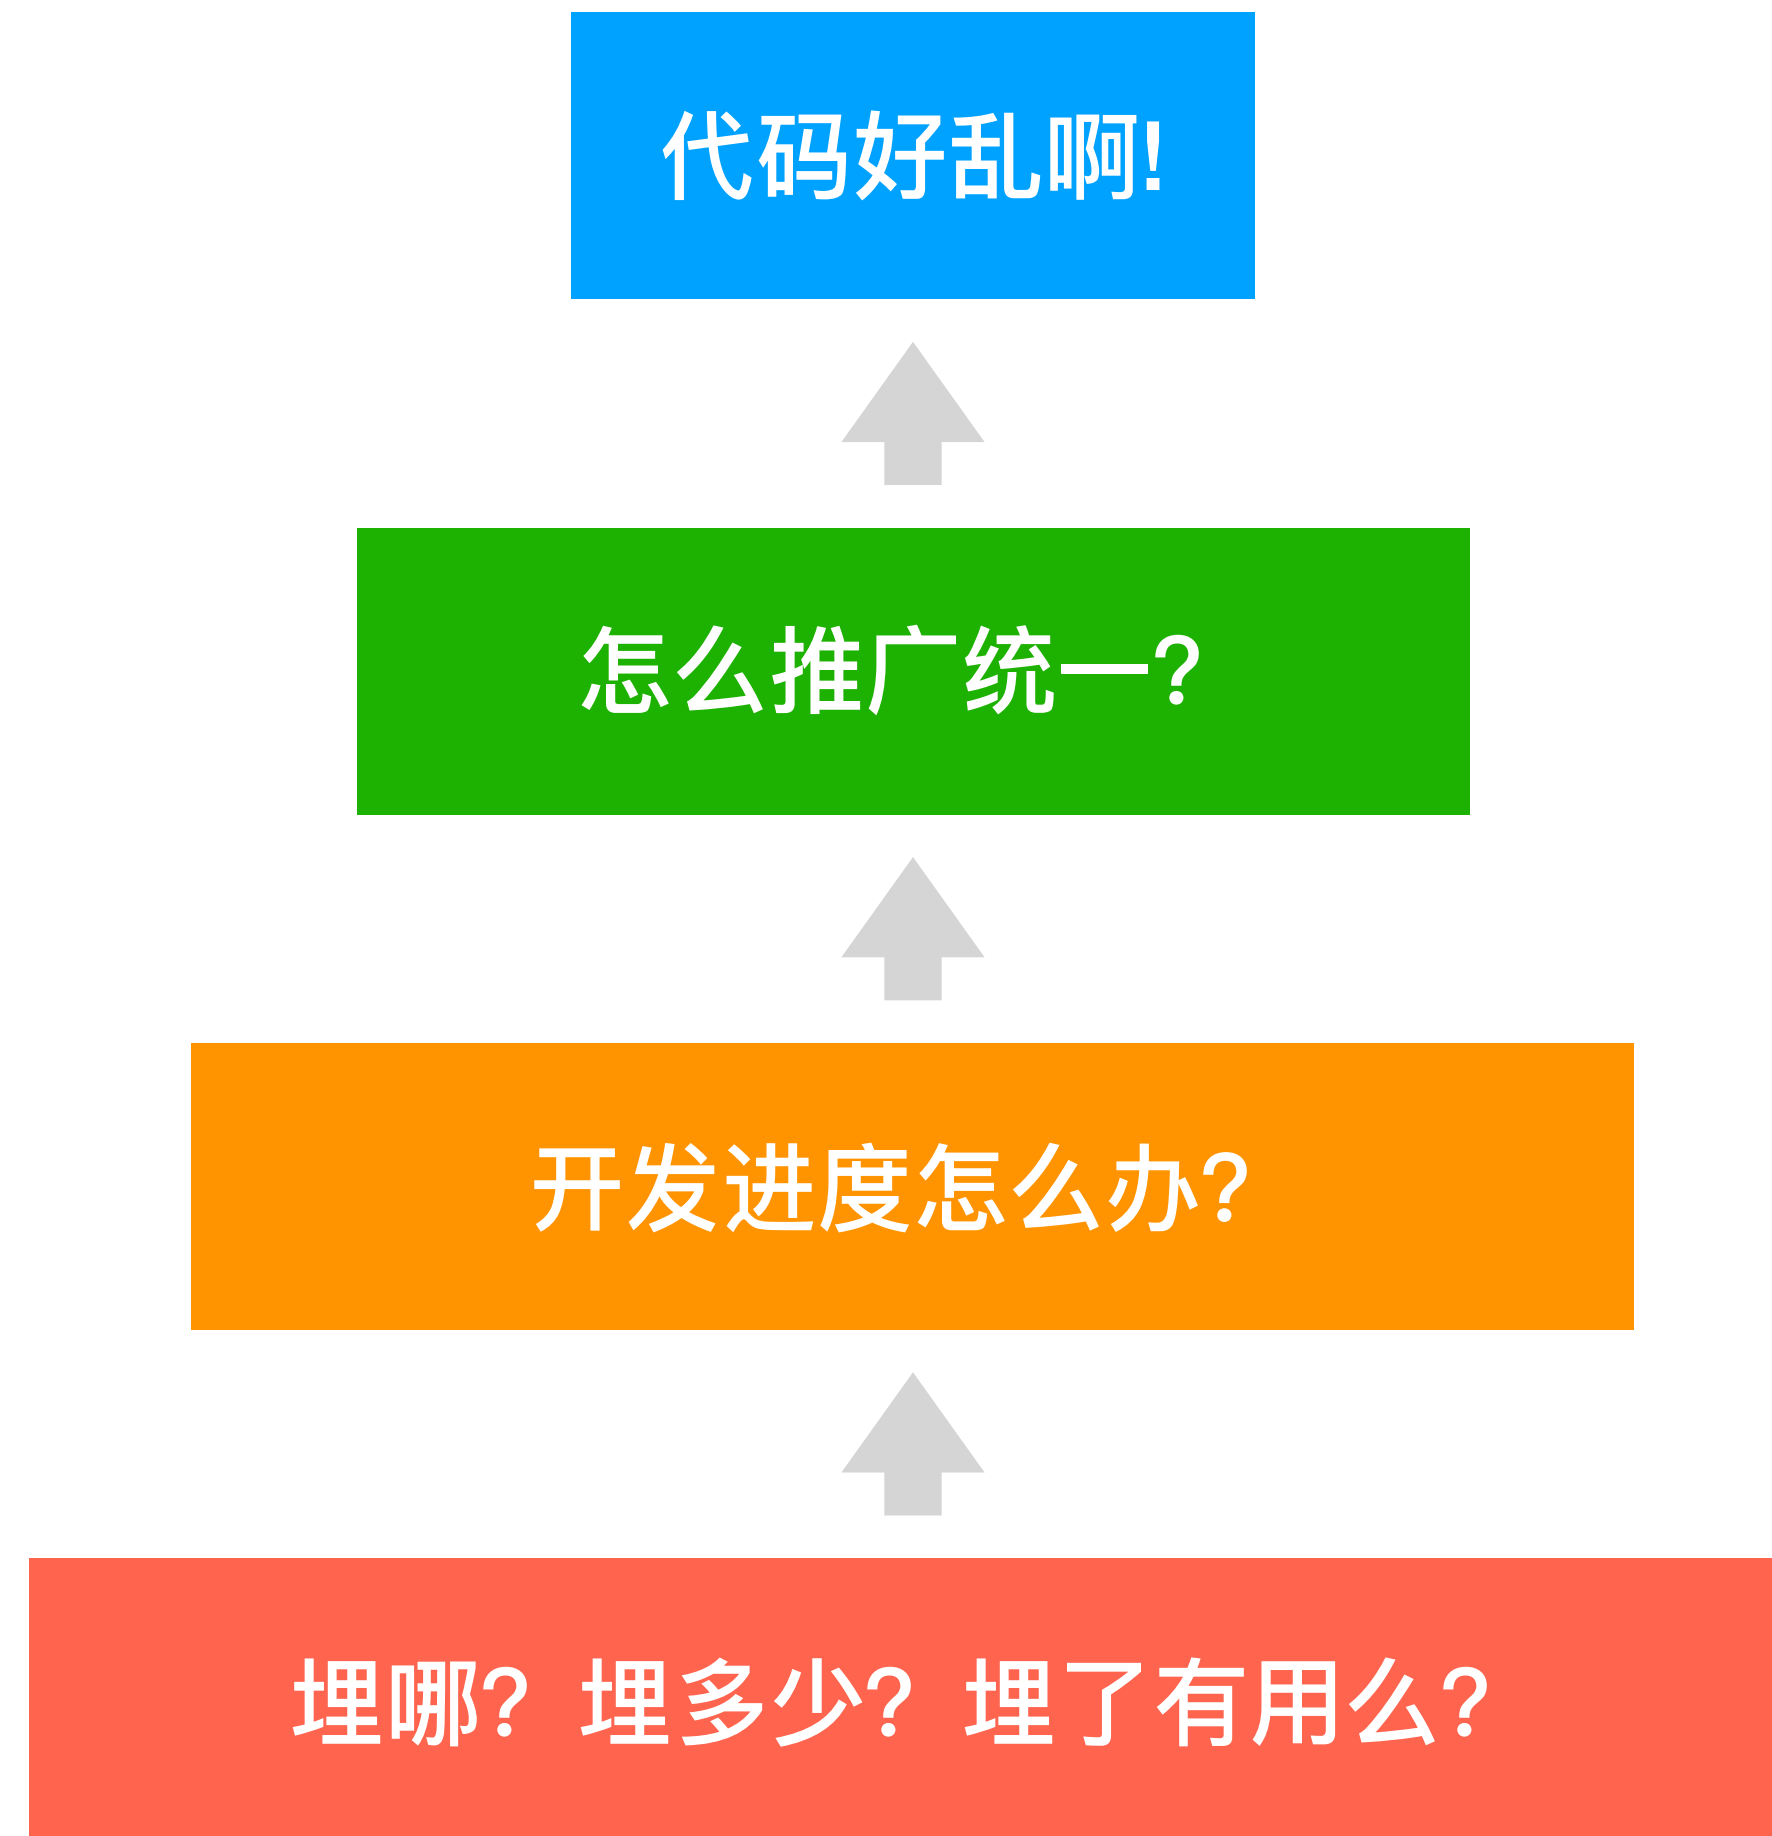 代码好乱啊!
怎么推广统一？
开发进度怎么办？
埋哪？埋多少？埋了有用么？